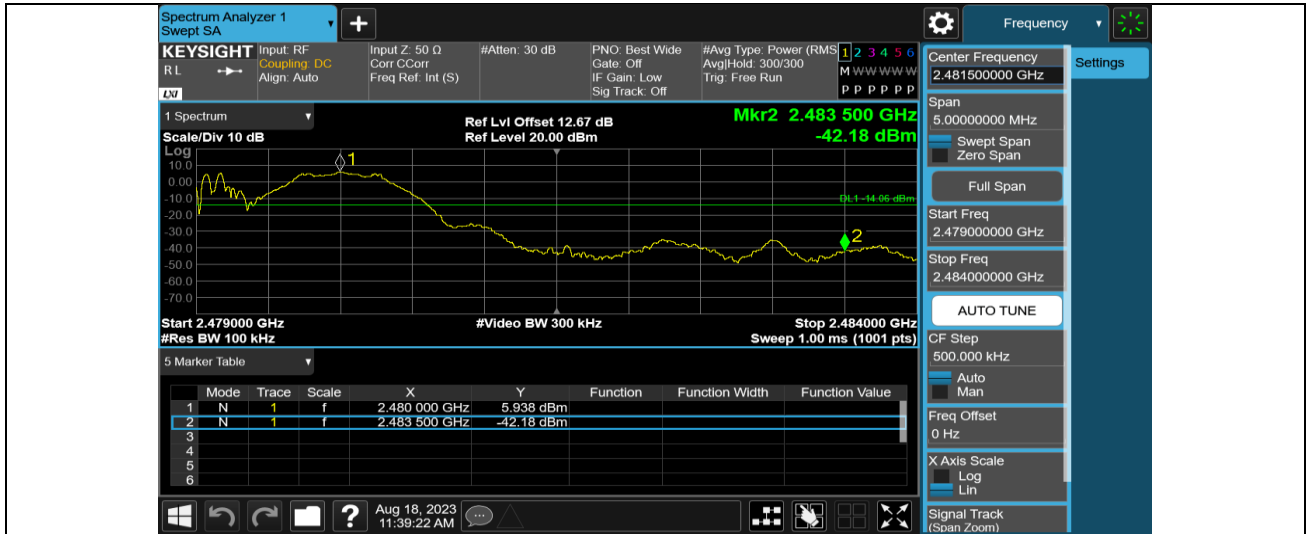 Spectrum Analyzer 1
Swept SA
Frequency
KEYSIGHT
RL
LXI
Input: RF
Coupling: DC
Align: Auto
Input Z: 50 Ω
Corr CCorr
Freq Ref: Int (S)
#Atten: 30 dB
PNO: Best Wide
Gate: Off
IF Gain: Low
Sig Track: Off
#Avg Type: Power (RMS
Avg|Hold: 300/300
Trig: Free Run
1 2 3 4 5 6
M W W W W W
P P P P P P
1 Spectrum
Scale/Div 10 dB
Ref Lvl Offset 12.67 dB
Ref Level 20.00 dBm
Mkr2 2.483 500 GHz
-42.18 dBm
Log
10.0
0.00
-10.0
-20.0
-30.0
-40.0
-50.0
-60.0
-70.0
1
2
DL1 -14.06 dBm
Start 2.479000 GHz
#Res BW 100 kHz
#Video BW 300 kHz
Stop 2.484000 GHz
Sweep 1.00 ms (1001 pts)
5 Marker Table
Mode Trace Scale X Y Function Function Width Function Value
1 N 1 f 2.480 000 GHz 5.938 dBm
2 N 1 f 2.483 500 GHz -42.18 dBm
3
4
5
6
?
Aug 18, 2023
11:39:22 AM
Center Frequency
2.481500000 GHz
Settings
Span
5.00000000 MHz
Swept Span
Zero Span
Full Span
Start Freq
2.479000000 GHz
Stop Freq
2.484000000 GHz
AUTO TUNE
CF Step
500.000 kHz
Auto
Man
Freq Offset
0 Hz
X Axis Scale
Log
Lin
Signal Track
(Span Zoom)